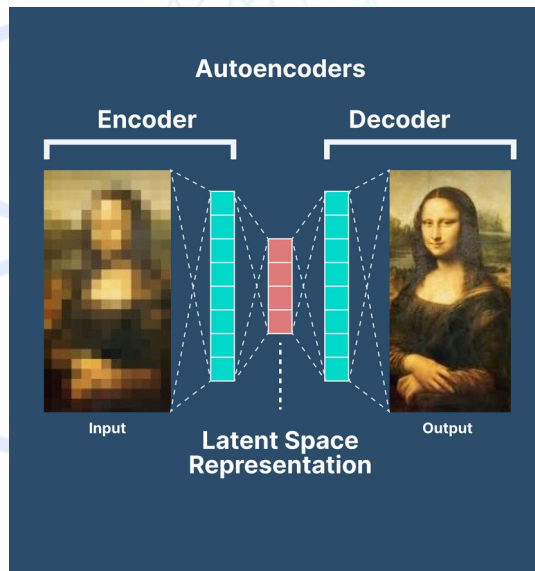 Autoencoders
Encoder
Decoder
Input
Output
Latent Space
Representation